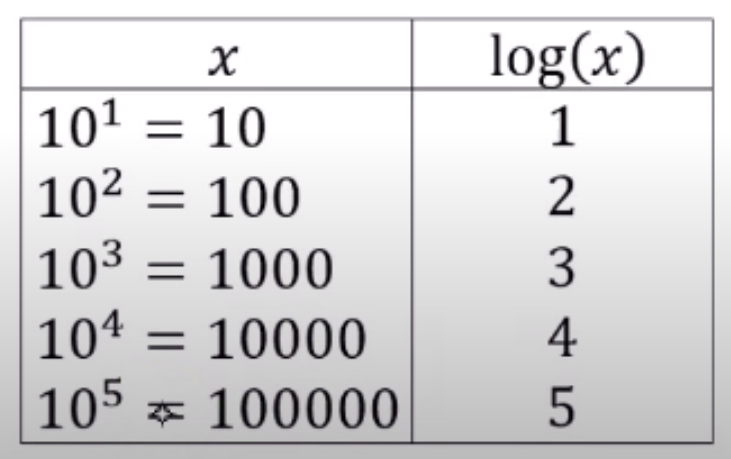 x log(x)
10¹ = 10 1
10² = 100 2
10³ = 1000 3
10⁴ = 10000 4
10⁵ = 100000 5